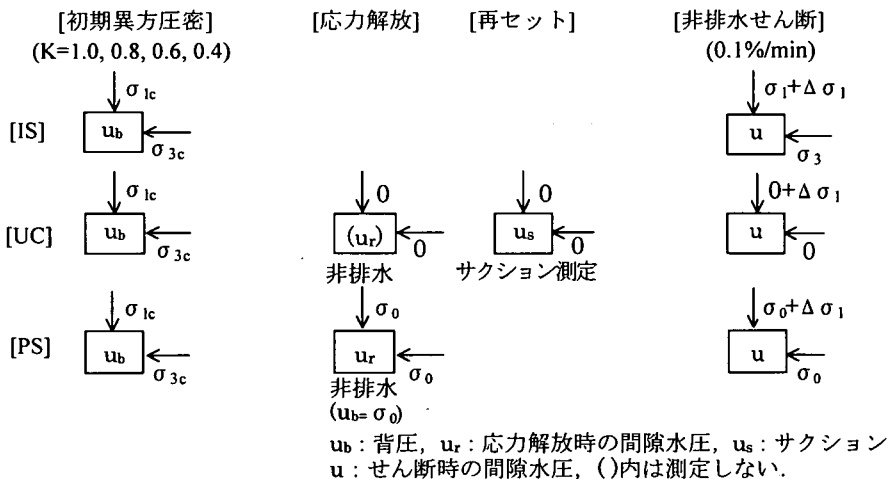 [初期異方圧密] [応力解放] [再セット] [非排水せん断]
(K=1.0, 0.8, 0.6, 0.4) (0.1%/min)
[IS] σ1c ub σ3c σ1+Δσ1 u σ3
[UC] σ1c ub σ3c 0 (ur) 0 0 us 0 0+Δσ1 u 0
非排水 サクション測定
[PS] σ1c ub σ3c σ0 ur σ0 σ0+Δσ1 u σ0
非排水
(ub=σ0)
ub：背圧，ur：応力解放時の間隙水圧，us：サクション
u：せん断時の間隙水圧，( )内は測定しない．